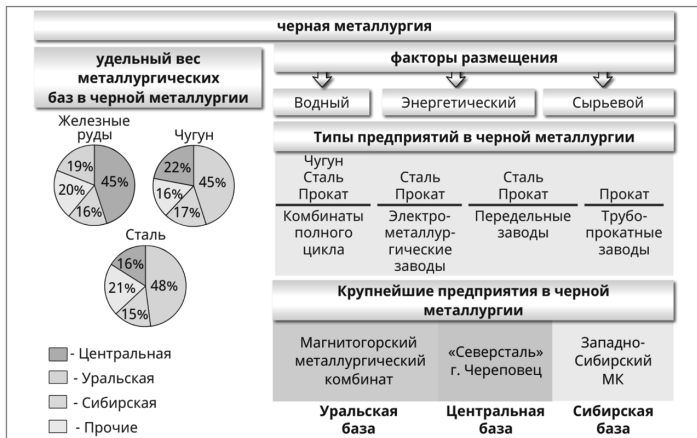 черная металлургия
удельный вес
металлургических
баз в черной металлургии
Железные
руды
19%
45%
20%
16%
Чугун
22%
45%
16%
17%
Сталь
16%
48%
21%
15%
- Центральная
- Уральская
- Сибирская
- Прочие
факторы размещения
Водный
Энергетический
Сырьевой
Типы предприятий в черной металлургии
Чугун
Сталь
Прокат
Комбинаты
полного
цикла
Сталь
Прокат
Электро-
металлур-
гические
заводы
Сталь
Прокат
Передельные
заводы
Прокат
Трубо-
прокатные
заводы
Крупнейшие предприятия в черной
металлургии
Магнитогорский
металлургический
комбинат
«Северсталь»
г. Череповец
Западно-
Сибирский
МК
Уральская
база
Центральная
база
Сибирская
база